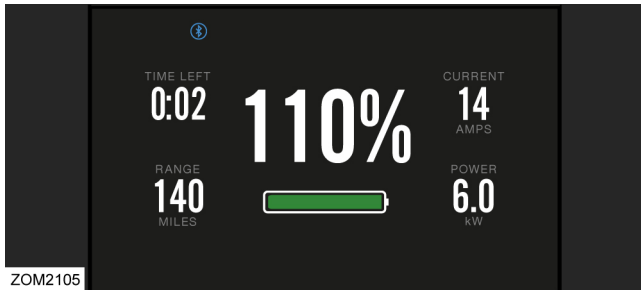 TIME LEFT
0:02
110%
CURRENT
14
AMPS
RANGE
140
MILES
POWER
6.0
kW
ZOM2105